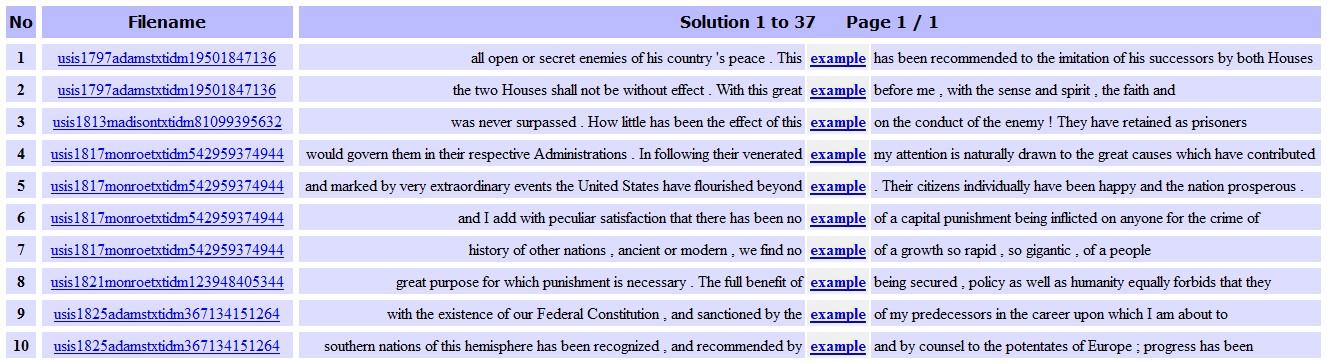 No Filename Solution 1 to 37 Page 1 / 1
1 usis1797adamstxtidm19501847136 all open or secret enemies of his country 's peace . This example has been recommended to the imitation of his successors by both Houses
2 usis1797adamstxtidm19501847136 the two Houses shall not be without effect . With this great example before me , with the sense and spirit , the faith and
3 usis1813madisontxtidm81099395632 was never surpassed . How little has been the effect of this example on the conduct of the enemy ! They have retained as prisoners
4 usis1817monroetxtidm542959374944 would govern them in their respective Administrations . In following their venerated example my attention is naturally drawn to the great causes which have contributed
5 usis1817monroetxtidm542959374944 and marked by very extraordinary events the United States have flourished beyond example . Their citizens individually have been happy and the nation prosperous .
6 usis1817monroetxtidm542959374944 and I add with peculiar satisfaction that there has been no example of a capital punishment being inflicted on anyone for the crime of
7 usis1817monroetxtidm542959374944 history of other nations , ancient or modern , we find no example of a growth so rapid , so gigantic , of a people
8 usis1821monroetxtidm123948405344 great purpose for which punishment is necessary . The full benefit of example being secured , policy as well as humanity equally forbids that they
9 usis1825adamstxtidm367134151264 with the existence of our Federal Constitution , and sanctioned by the example of my predecessors in the career upon which I am about to
10 usis1825adamstxtidm367134151264 southern nations of this hemisphere has been recognized , and recommended by example and by counsel to the potentates of Europe ; progress has been